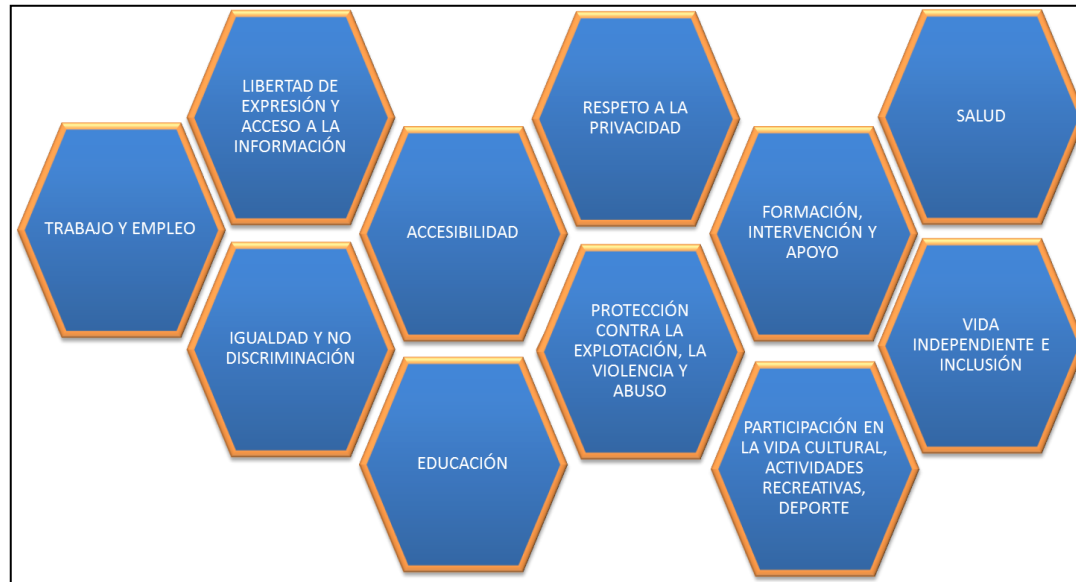 LIBERTAD DE
EXPRESIÓN Y
ACCESO A LA
INFORMACIÓN
RESPETO A LA
PRIVACIDAD
SALUD
TRABAJO Y EMPLEO
ACCESIBILIDAD
FORMACIÓN,
INTERVENCIÓN Y
APOYO
IGUALDAD Y NO
DISCRIMINACIÓN
PROTECCIÓN
CONTRA LA
EXPLOTACIÓN, LA
VIOLENCIA Y
ABUSO
VIDA
INDEPENDIENTE E
INCLUSIÓN
EDUCACIÓN
PARTICIPACIÓN EN
LA VIDA CULTURAL,
ACTIVIDADES
RECREATIVAS,
DEPORTE